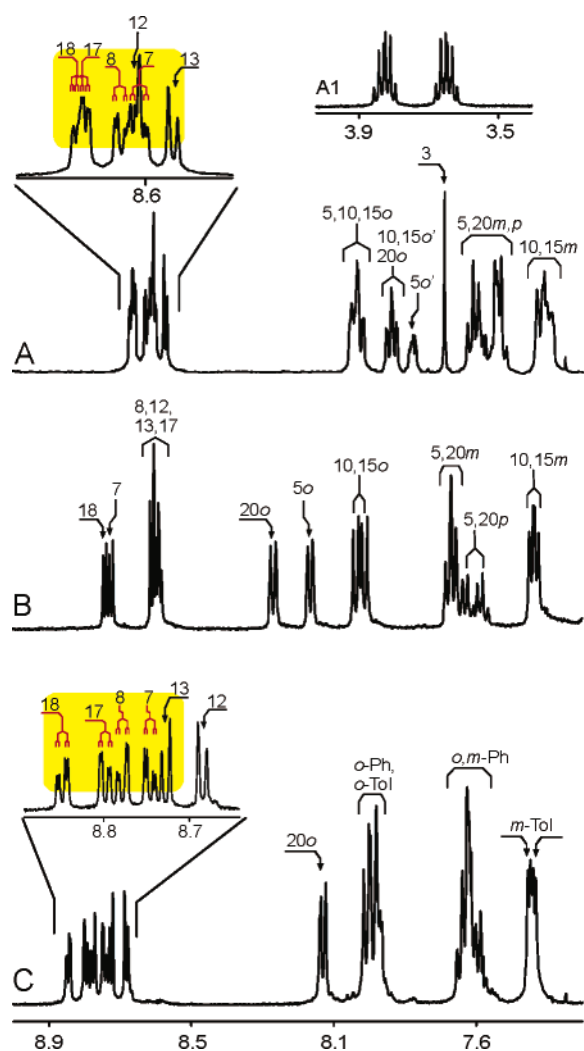 12
18 17 8 7 13
8.6
A1
3.9 3.5
3
5,10,15o
10,15o'
20o
5o'
5,20m,p
10,15m
A
8,12,
13,17
18 7
20o
5o
10,15o
5,20m
5,20p
10,15m
B
18 17 8 7 13 12
8.8 8.7
20o
o-Ph,
o-Tol
o,m-Ph
m-Tol
C
8.9 8.5 8.1 7.6